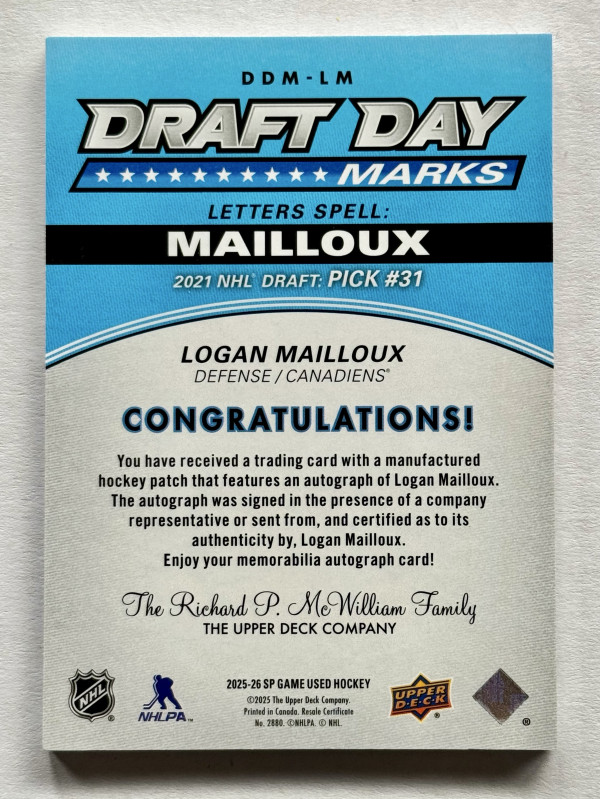 DDM-LM
DRAFT DAY
MARKS
LETTERS SPELL:
MAILLOUX
2021 NHL® DRAFT: PICK #31
LOGAN MAILLOUX
DEFENSE / CANADIENS®
CONGRATULATIONS!
You have received a trading card with a manufactured
hockey patch that features an autograph of Logan Mailloux.
The autograph was signed in the presence of a company
representative or sent from, and certified as to its
authenticity by, Logan Mailloux.
Enjoy your memorabilia autograph card!
The Richard P. McWilliam Family
THE UPPER DECK COMPANY
NHL ®
NHLPA™
2025-26 SP GAME USED HOCKEY
©2025 The Upper Deck Company.
Printed in Canada. Resale Certificate
No. 2880. ©NHLPA. © NHL.
UPPER
D·E·C·K ®
®